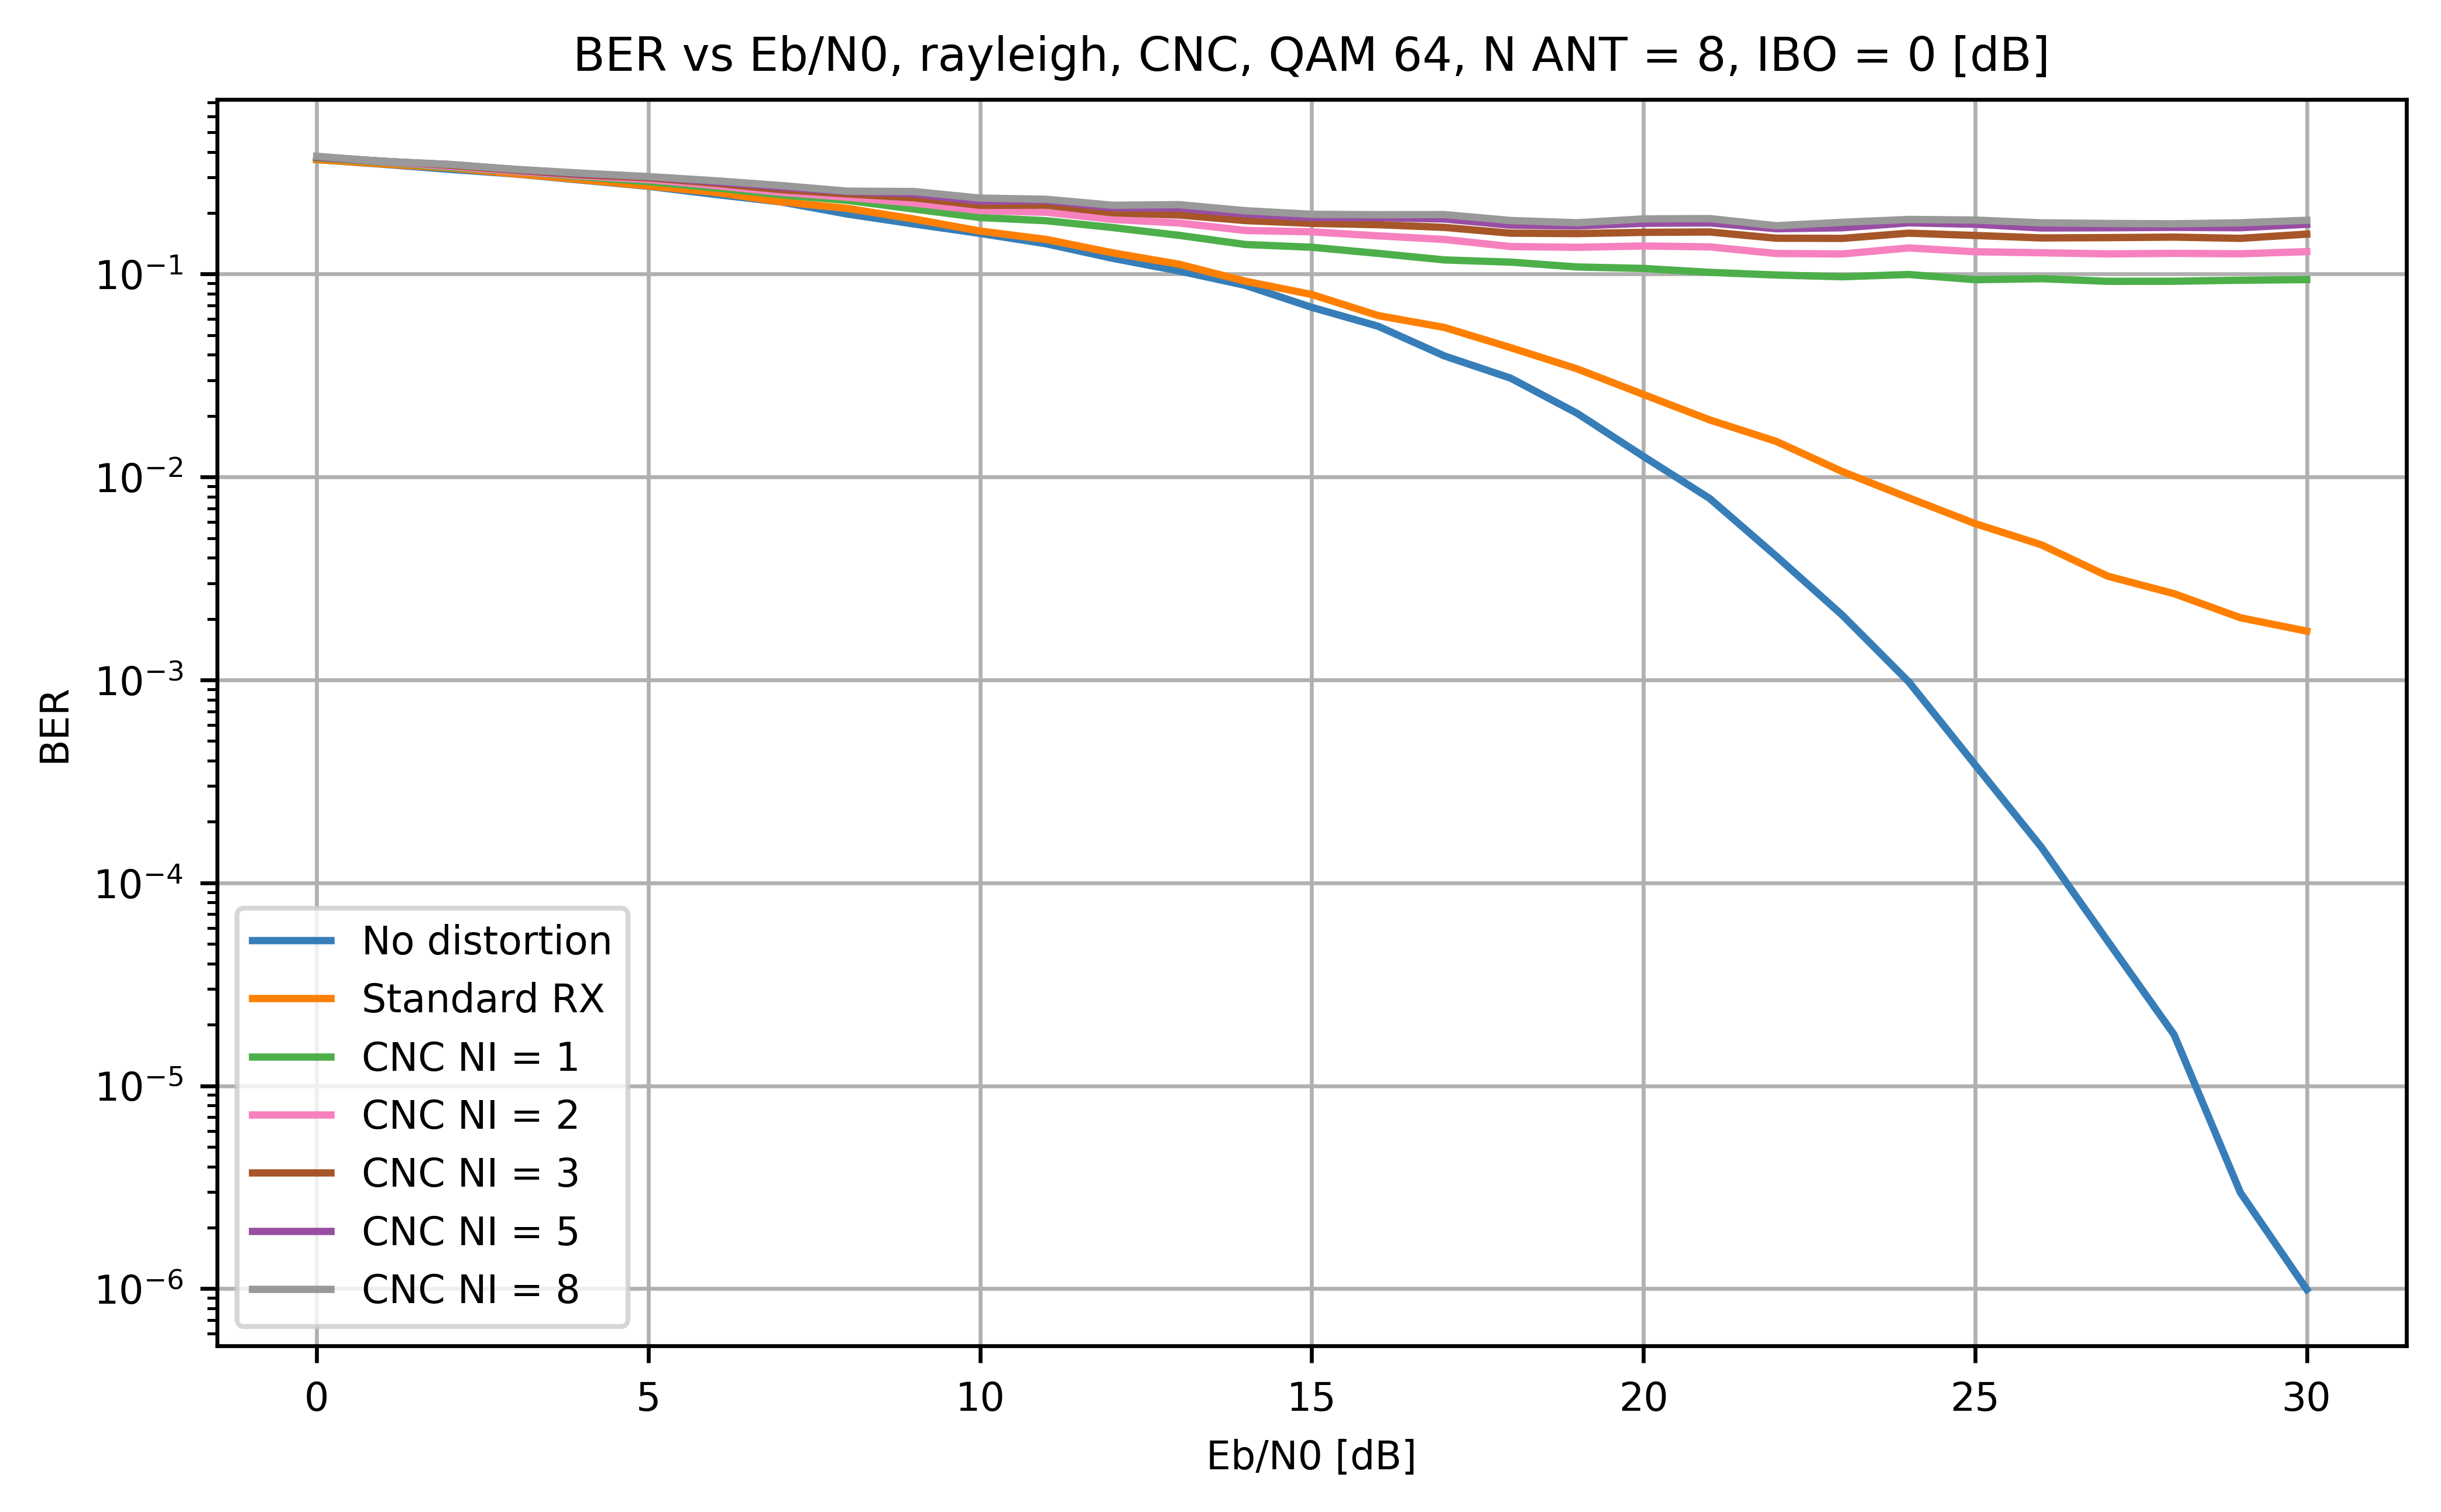 BER vs Eb/N0, rayleigh, CNC, QAM 64, N ANT = 8, IBO = 0 [dB]
BER
10⁻¹
10⁻²
10⁻³
10⁻⁴
10⁻⁵
10⁻⁶
No distortion
Standard RX
CNC NI = 1
CNC NI = 2
CNC NI = 3
CNC NI = 5
CNC NI = 8
0 5 10 15 20 25 30
Eb/N0 [dB]